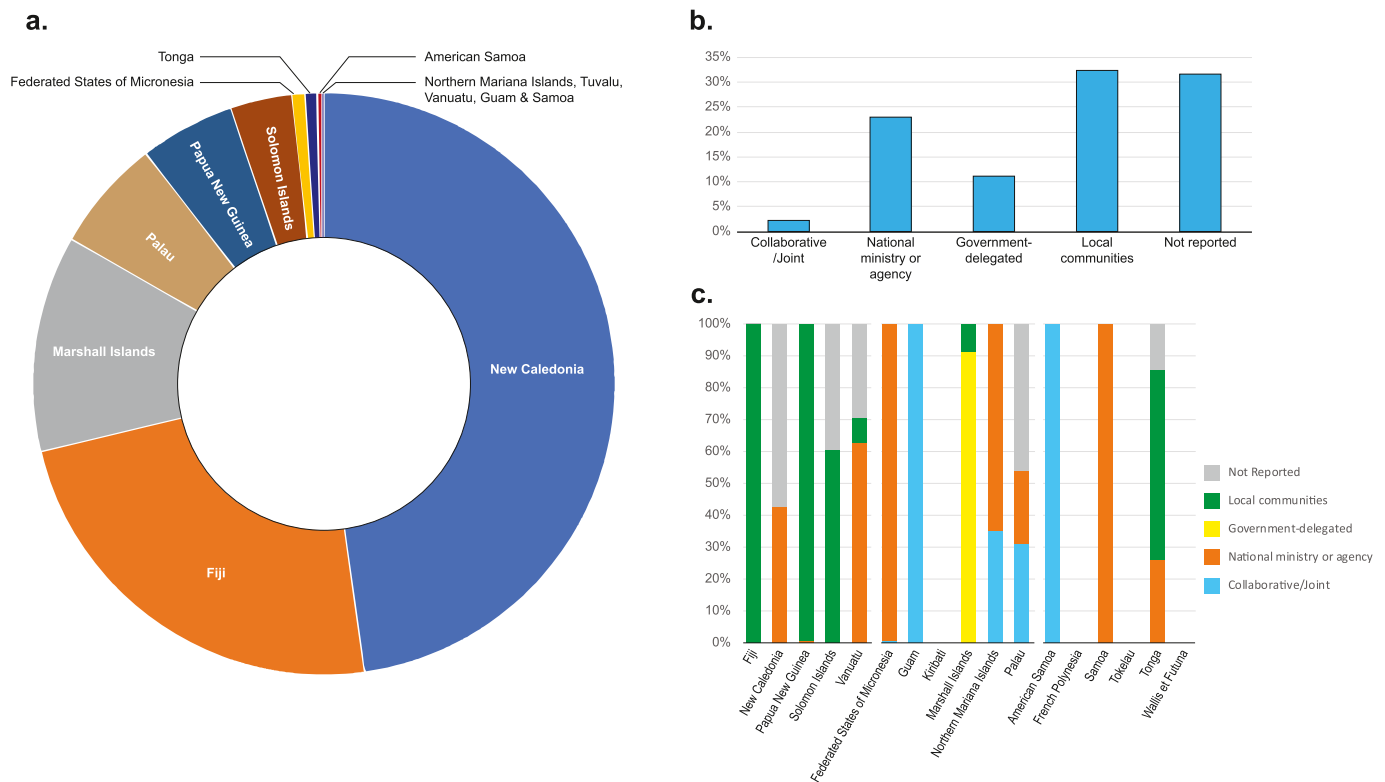 a.
Tonga
American Samoa
Federated States of Micronesia
Northern Mariana Islands, Tuvalu,
Vanuatu, Guam & Samoa
Solomon Islands
Papua New Guinea
Palau
Marshall Islands
New Caledonia
Fiji
b.
35%
30%
25%
20%
15%
10%
5%
0%
Collaborative
/Joint
National
ministry or
agency
Government-
delegated
Local
communities
Not reported
c.
100%
90%
80%
70%
60%
50%
40%
30%
20%
10%
0%
Fiji
New Caledonia
Papua New Guinea
Solomon Islands
Vanuatu
Federated States of Micronesia
Guam
Kiribati
Marshall Islands
Northern Mariana Islands
Palau
American Samoa
French Polynesia
Samoa
Tokelau
Tonga
Wallis et Futuna
Not Reported
Local communities
Government-delegated
National ministry or agency
Collaborative/Joint